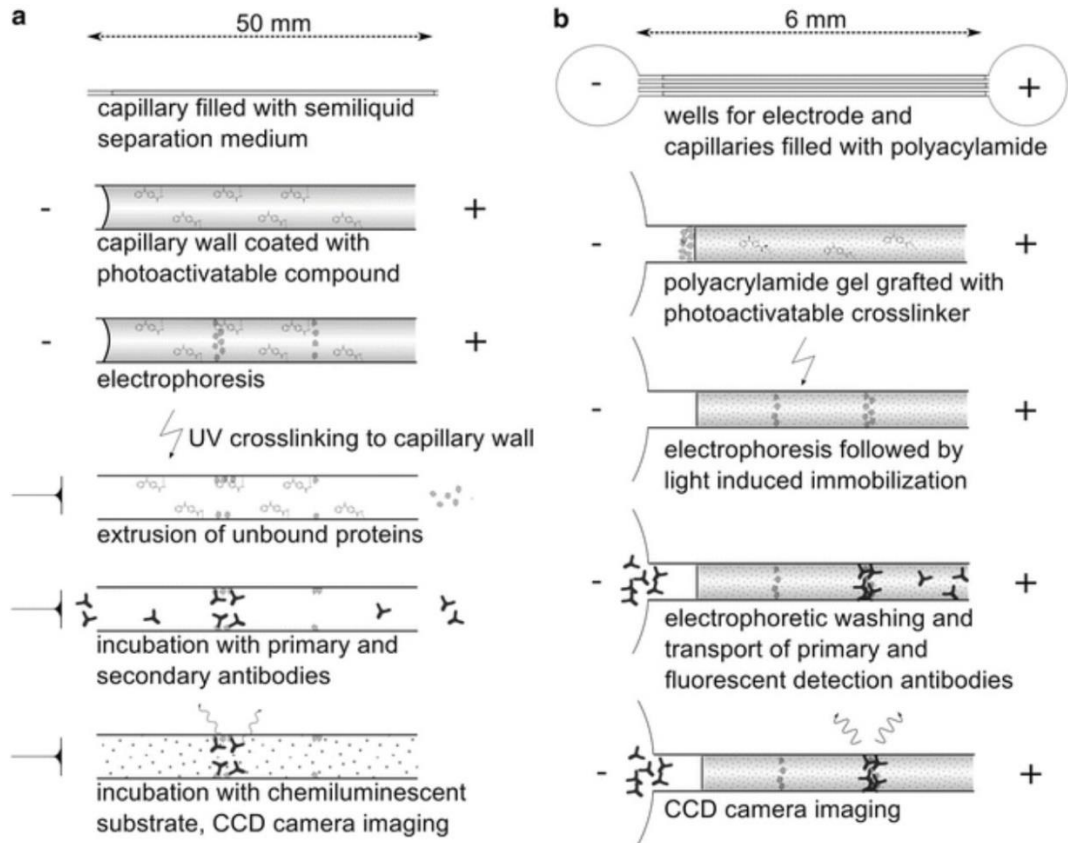 a
50 mm
capillary filled with semiliquid
separation medium
-
+
capillary wall coated with
photoactivatable compound
-
+
electrophoresis
UV crosslinking to capillary wall
extrusion of unbound proteins
incubation with primary and
secondary antibodies
incubation with chemiluminescent
substrate, CCD camera imaging
b
6 mm
-
+
wells for electrode and
capillaries filled with polyacylamide
-
+
polyacrylamide gel grafted with
photoactivatable crosslinker
-
+
electrophoresis followed by
light induced immobilization
-
+
electrophoretic washing and
transport of primary and
fluorescent detection antibodies
-
+
CCD camera imaging